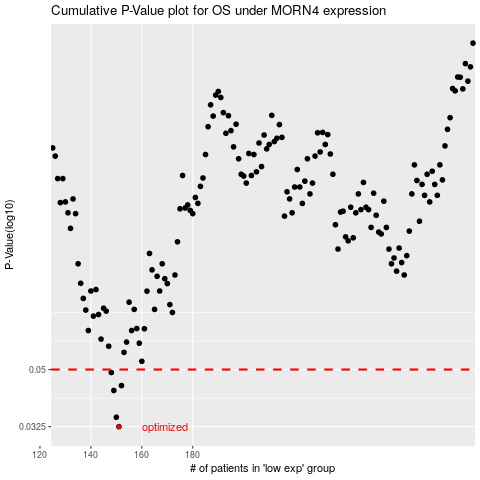 Cumulative P-Value plot for OS under MORN4 expression
P-Value(log10)
0.05
0.0325
optimized
120 140 160 180
# of patients in 'low exp' group